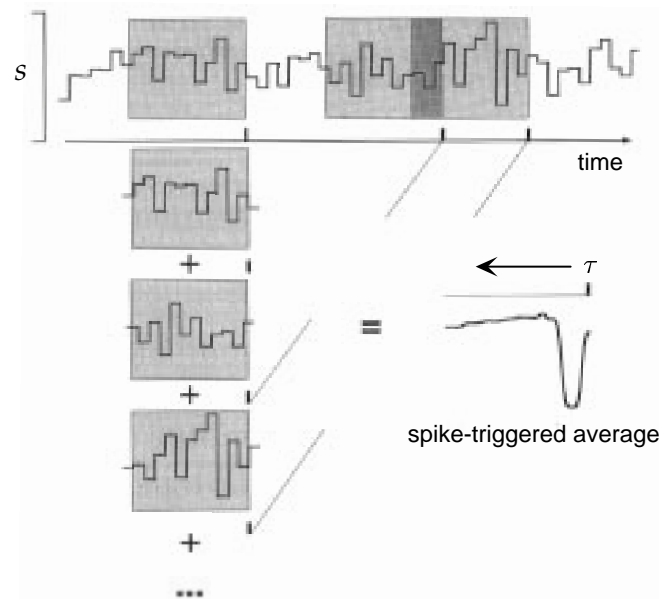 s
time
+
τ
=
+
spike-triggered average
+
...